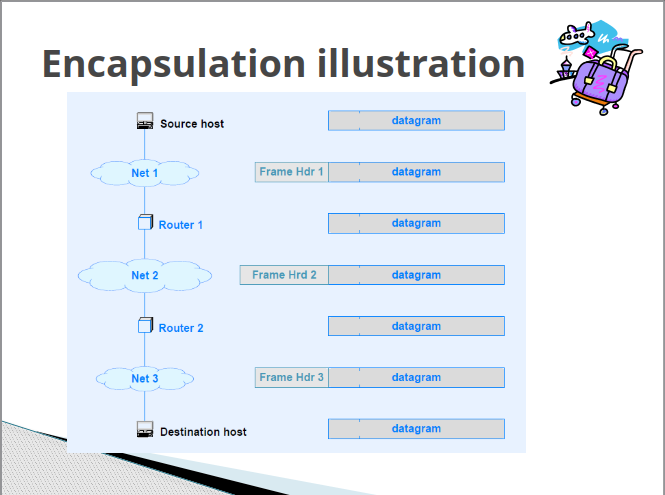 Encapsulation illustration
Source host
datagram
Net 1
Frame Hdr 1
datagram
Router 1
datagram
Net 2
Frame Hrd 2
datagram
Router 2
datagram
Net 3
Frame Hdr 3
datagram
Destination host
datagram